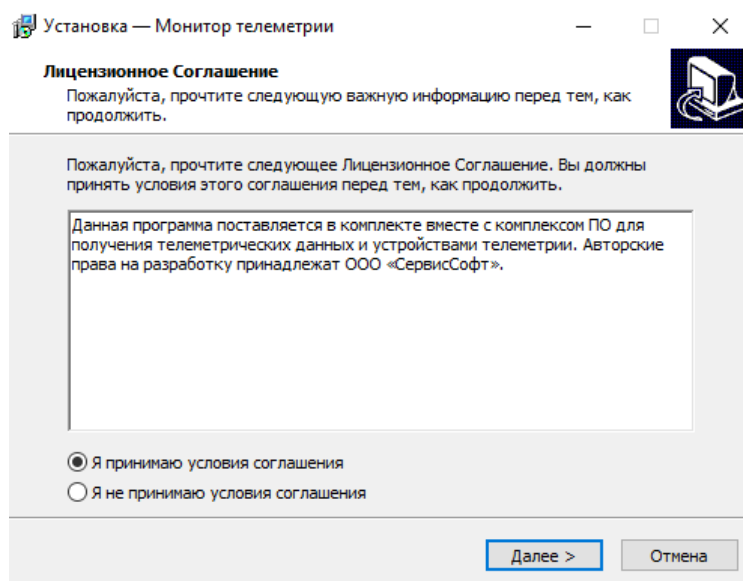 Установка — Монитор телеметрии
Лицензионное Соглашение
Пожалуйста, прочтите следующую важную информацию перед тем, как
продолжить.
Пожалуйста, прочтите следующее Лицензионное Соглашение. Вы должны
принять условия этого соглашения перед тем, как продолжить.
Данная программа поставляется в комплекте вместе с комплексом ПО для
получения телеметрических данных и устройствами телеметрии. Авторские
права на разработку принадлежат ООО «СервисСофт».
Я принимаю условия соглашения
Я не принимаю условия соглашения
Далее >
Отмена